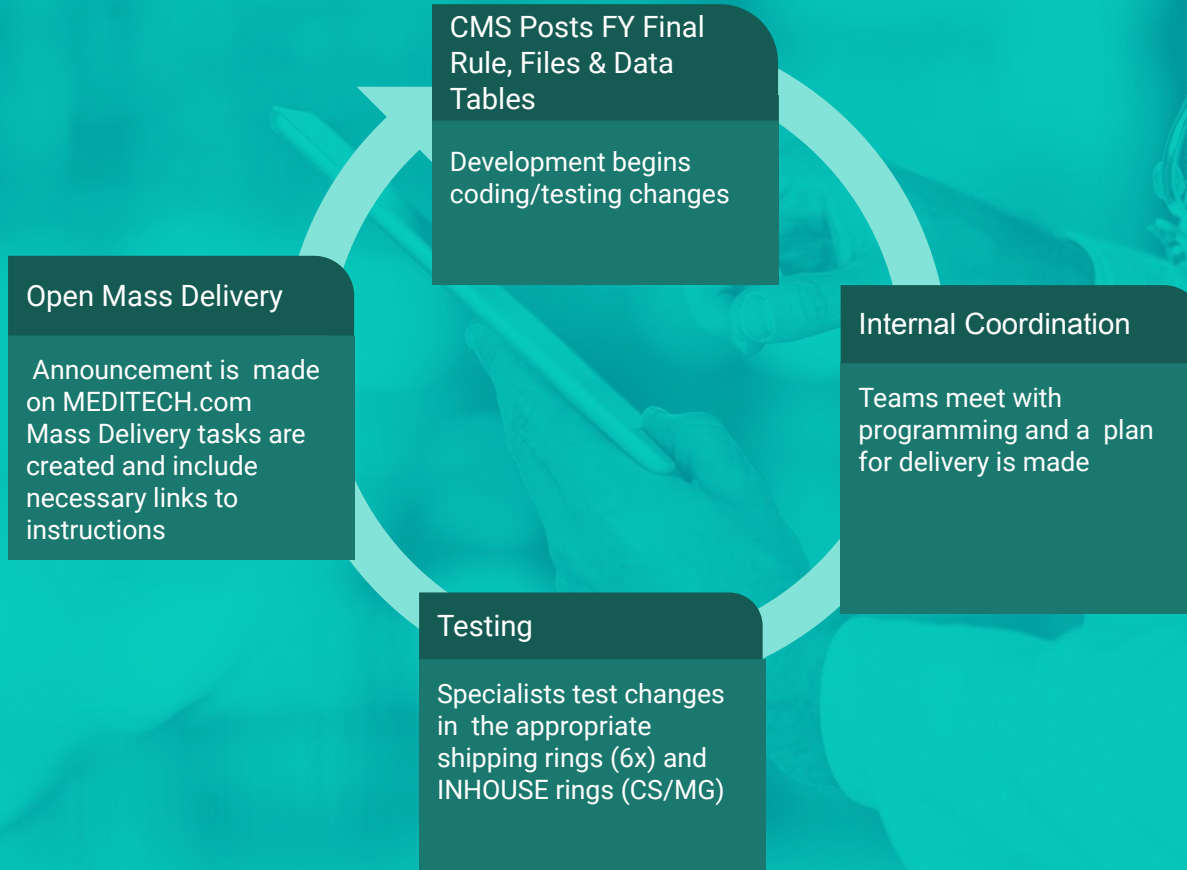 CMS Posts FY Final
Rule, Files & Data
Tables
Development begins
coding/testing changes
Internal Coordination
Teams meet with
programming and a plan
for delivery is made
Testing
Specialists test changes
in the appropriate
shipping rings (6x) and
INHOUSE rings (CS/MG)
Open Mass Delivery
Announcement is made
on MEDITECH.com
Mass Delivery tasks are
created and include
necessary links to
instructions